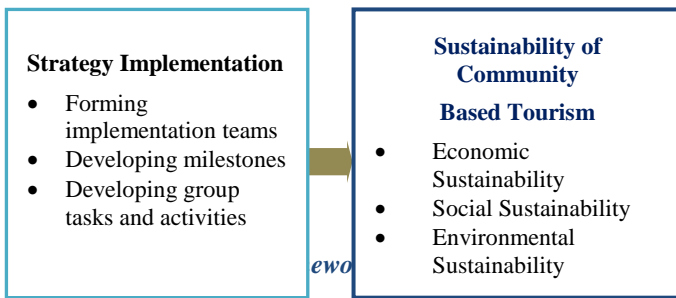 Strategy Implementation
• Forming
implementation teams
• Developing milestones
• Developing group
tasks and activities
ewo
Sustainability of
Community
Based Tourism
• Economic
Sustainability
• Social Sustainability
• Environmental
Sustainability